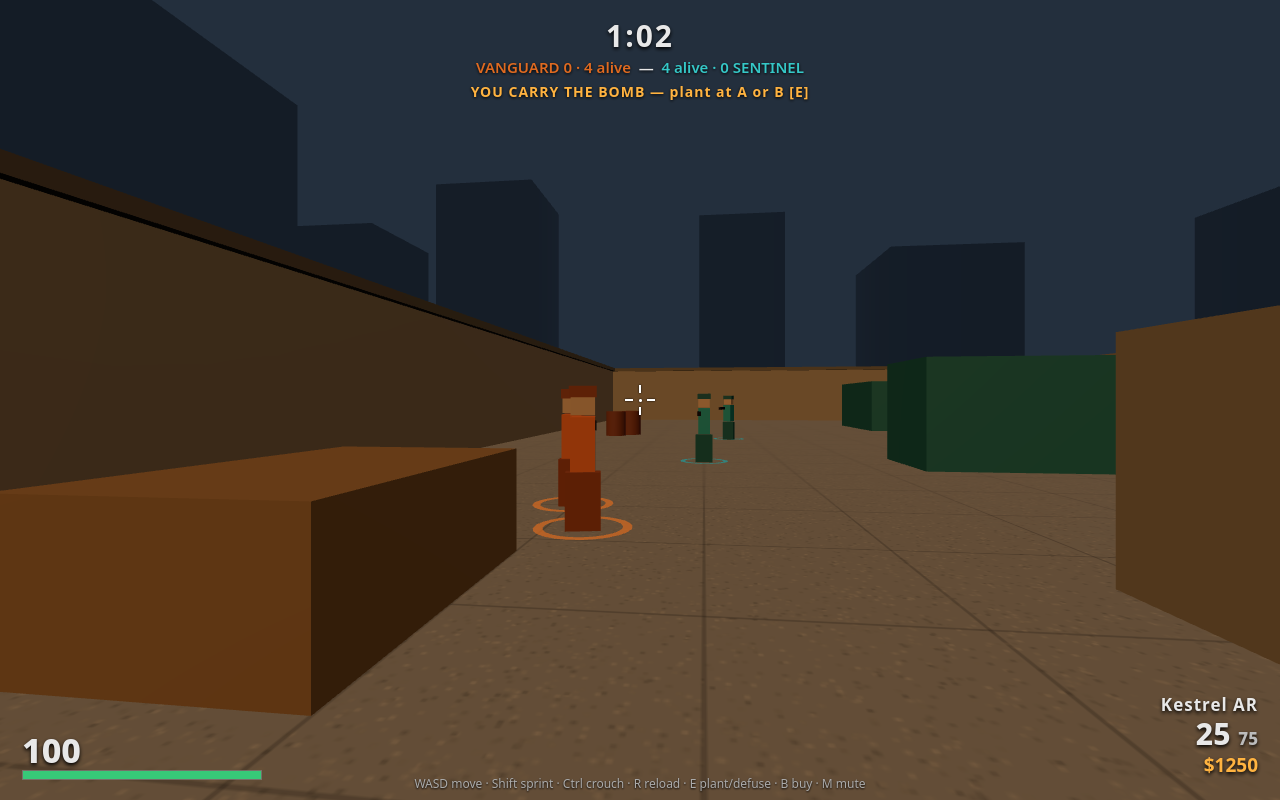 1:02
VANGUARD 0 · 4 alive — 4 alive · 0 SENTINEL
YOU CARRY THE BOMB — plant at A or B [E]
Kestrel AR
25 75
$1250
100
WASD move · Shift sprint · Ctrl crouch · R reload · E plant/defuse · B buy · M mute